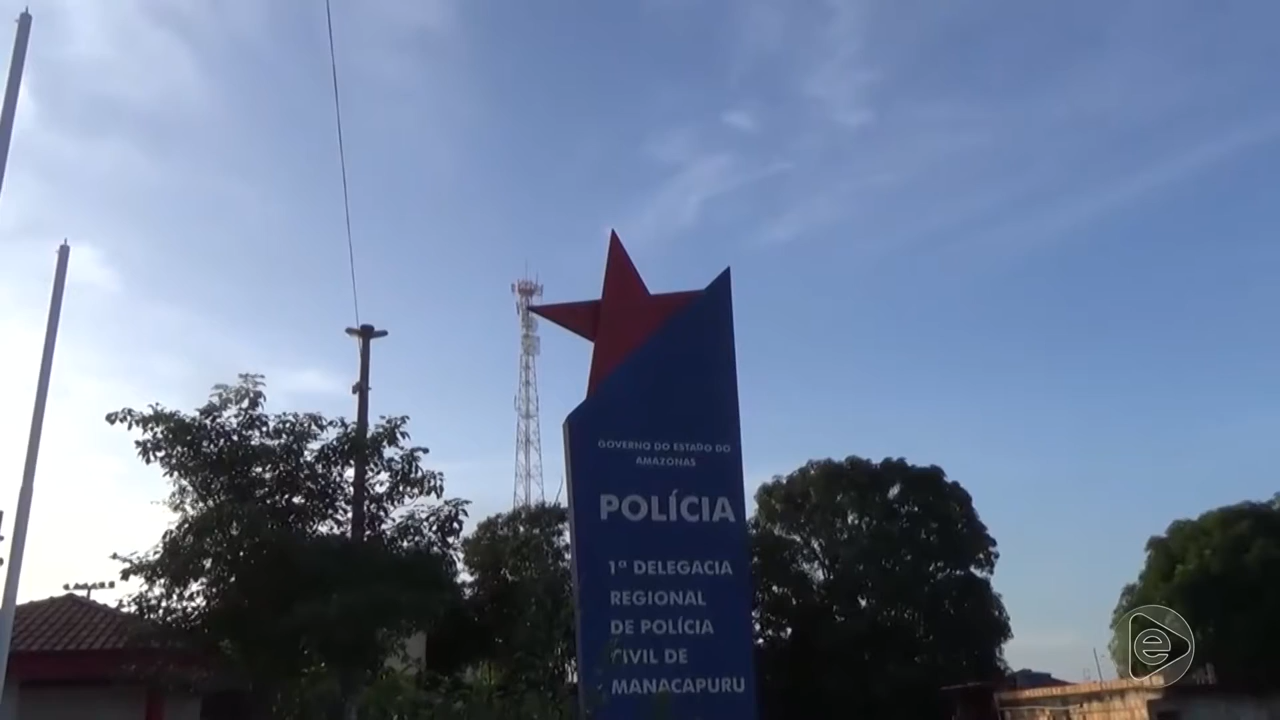 GOVERNO DO ESTADO DO
AMAZONAS
POLÍCIA
1ª DELEGACIA
REGIONAL
DE POLÍCIA
CIVIL DE
MANACAPURU
e